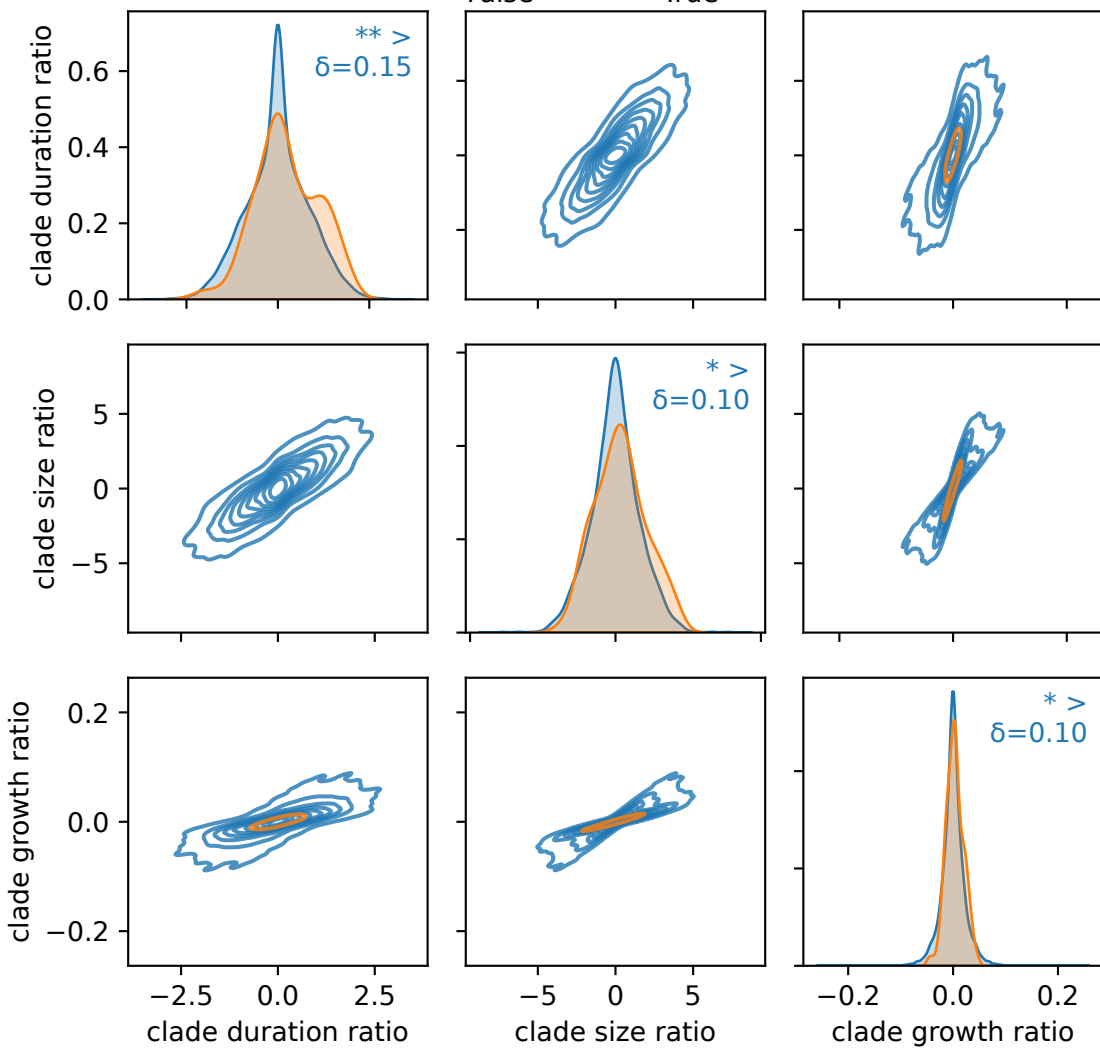 ** >
δ=0.15
clade duration ratio
0.6
0.4
0.2
0.0
* >
δ=0.10
clade size ratio
5
0
−5
* >
δ=0.10
clade growth ratio
0.2
0.0
−0.2
−2.5 0.0 2.5 −5 0 5 −0.2 0.0 0.2
clade duration ratio clade size ratio clade growth ratio